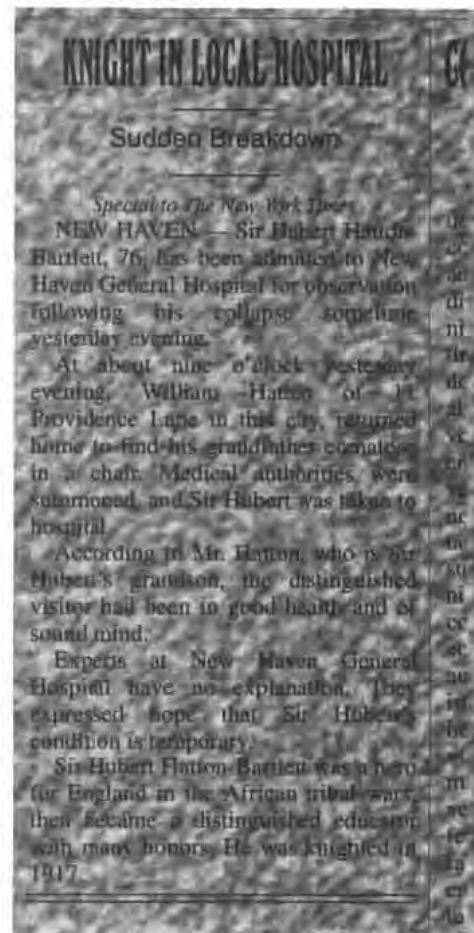 KNIGHT IN LOCAL HOSPITAL
Sudden Breakdown
Special to The New York Times
NEW HAVEN — Sir Hubert Hatton-
Bartlett, 76, has been admitted to New
Haven General Hospital for observation
following his collapse sometime
yesterday evening.
At about nine o'clock yesterday
evening, William Hatton of 11
Providence Lane in this city, returned
home to find his grandfather comatose
in a chair. Medical authorities were
summoned, and Sir Hubert was taken to
hospital.
According to Mr. Hatton, who is Sir
Hubert's grandson, the distinguished
visitor had been in good health and of
sound mind.
Experts at New Haven General
Hospital have no explanation. They
expressed hope that Sir Hubert's
condition is temporary.
Sir Hubert Hatton-Bartlett was a hero
for England in the African tribal wars,
then became a distinguished educator
with many honors. He was knighted in
1917.